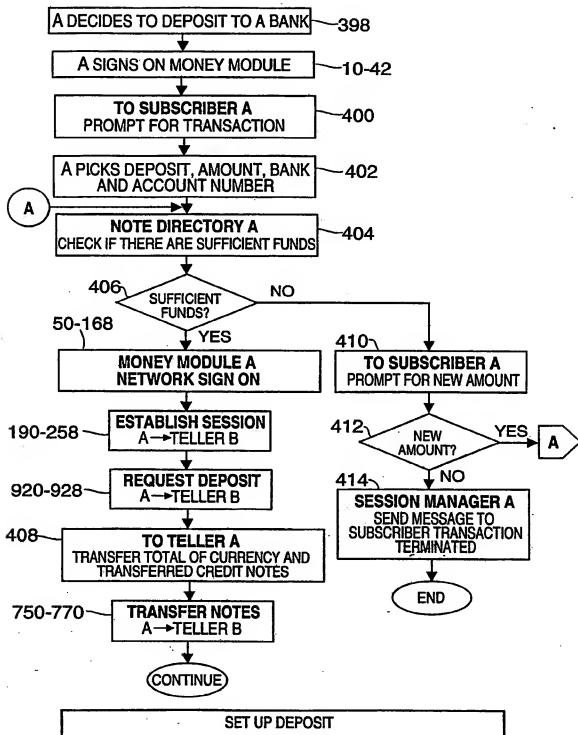 A DECIDES TO DEPOSIT TO A BANK
398
A SIGNS ON MONEY MODULE
10-42
TO SUBSCRIBER A
PROMPT FOR TRANSACTION
400
A PICKS DEPOSIT, AMOUNT, BANK
AND ACCOUNT NUMBER
402
A
NOTE DIRECTORY A
CHECK IF THERE ARE SUFFICIENT FUNDS
404
406
SUFFICIENT
FUNDS?
NO
YES
50-168
MONEY MODULE A
NETWORK SIGN ON
190-258
ESTABLISH SESSION
A→TELLER B
920-928
REQUEST DEPOSIT
A→TELLER B
408
TO TELLER A
TRANSFER TOTAL OF CURRENCY AND
TRANSFERRED CREDIT NOTES
750-770
TRANSFER NOTES
A→TELLER B
CONTINUE
410
TO SUBSCRIBER A
PROMPT FOR NEW AMOUNT
412
NEW
AMOUNT?
YES
A
NO
414
SESSION MANAGER A
SEND MESSAGE TO
SUBSCRIBER TRANSACTION
TERMINATED
END
SET UP DEPOSIT